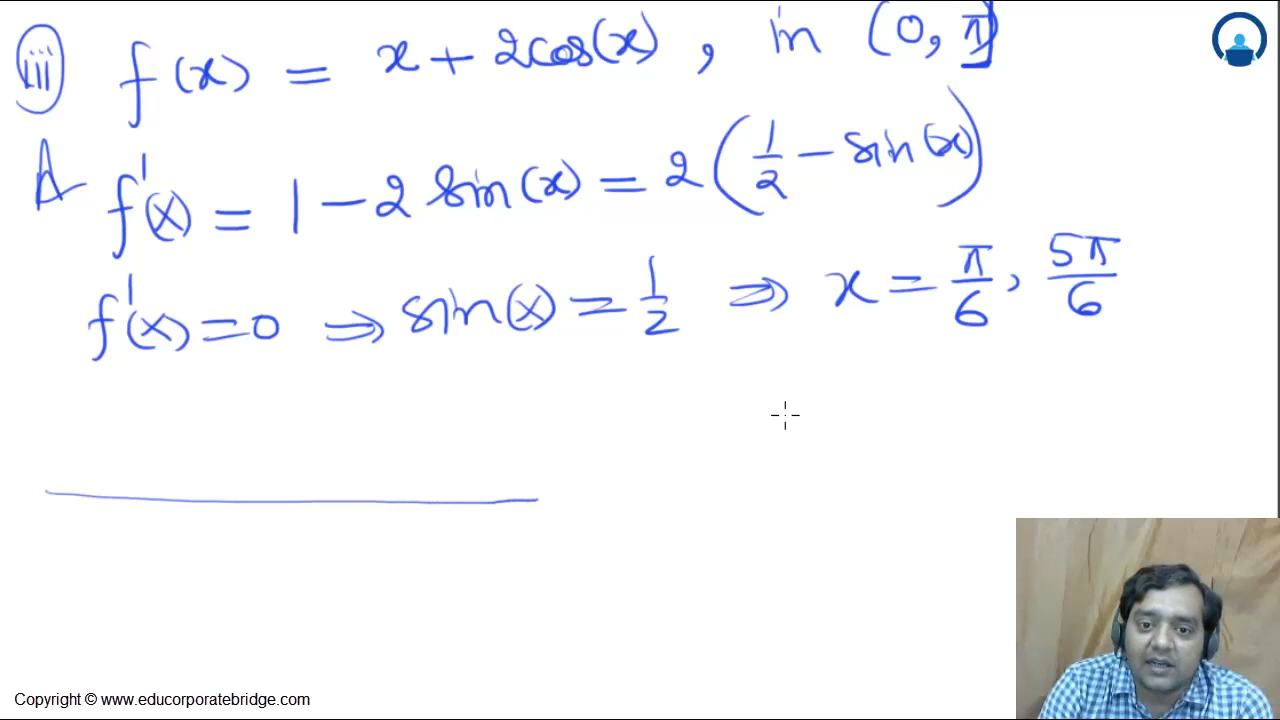 (iii) f(x) = x + 2cos(x), in (0, π]
A f'(x) = 1 - 2 sin(x) = 2(1/2 - sin(x))
f'(x) = 0 ⇒ sin(x) = 1/2 ⇒ x = π/6, 5π/6
Copyright © www.educorporatebridge.com